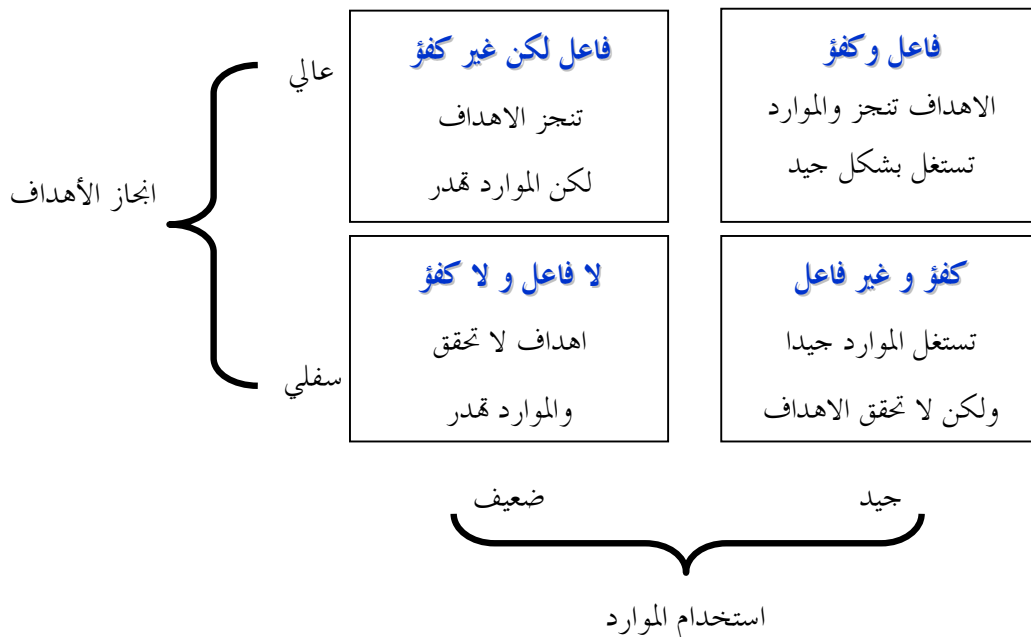 فاعل وكفؤ
الاهداف تنجز والموارد
تستغل بشكل جيد
فاعل لكن غير كفؤ
تنجز الاهداف
لكن الموارد تهدر
عالي
انجاز الأهداف
كفؤ و غير فاعل
تستغل الموارد جيدا
ولكن لا تحقق الاهداف
لا فاعل و لا كفؤ
اهداف لا تحقق
والموارد تهدر
سفلي
جيد
ضعيف
استخدام الموارد